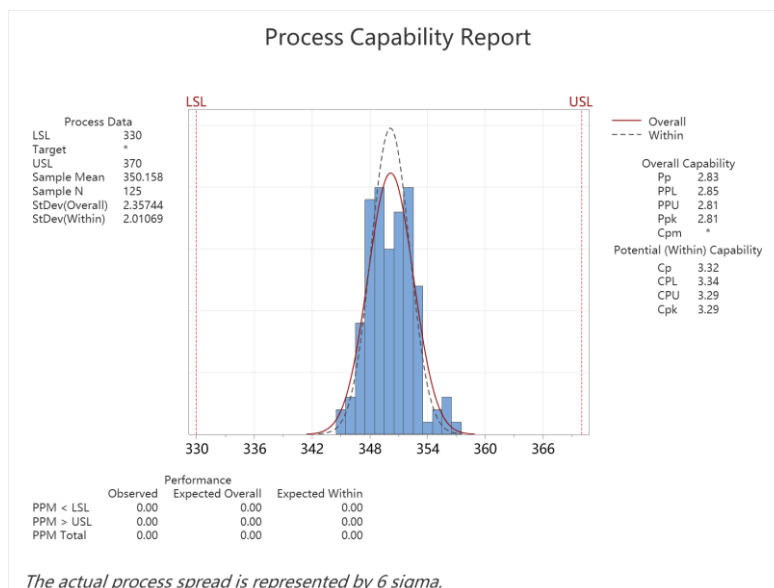 Process Capability Report
LSL
USL
Process Data
LSL 330
Target *
USL 370
Sample Mean 350.158
Sample N 125
StDev(Overall) 2.35744
StDev(Within) 2.01069
Overall
Within
Overall Capability
Pp 2.83
PPL 2.85
PPU 2.81
Ppk 2.81
Cpm *
Potential (Within) Capability
Cp 3.32
CPL 3.34
CPU 3.29
Cpk 3.29
330 336 342 348 354 360 366
Performance
Observed Expected Overall Expected Within
PPM < LSL 0.00 0.00 0.00
PPM > USL 0.00 0.00 0.00
PPM Total 0.00 0.00 0.00
The actual process spread is represented by 6 sigma.